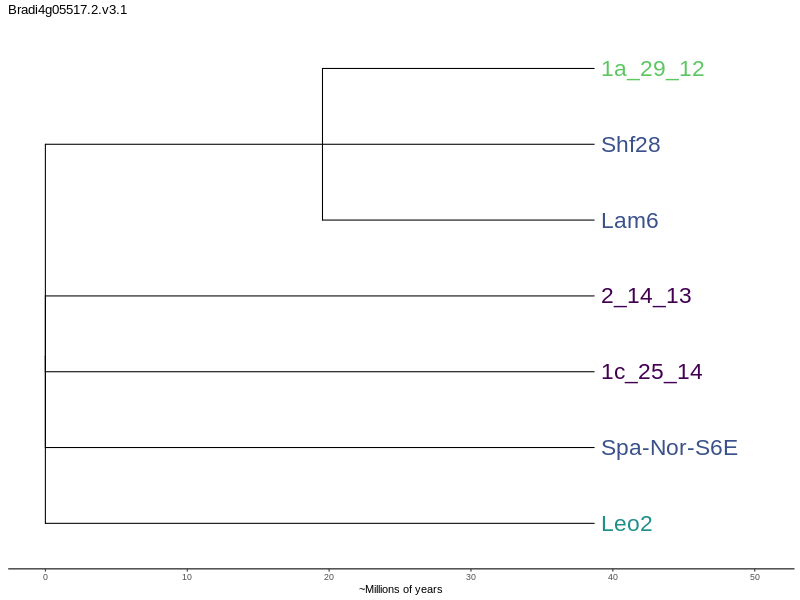 Bradi4g05517.2.v3.1
1a_29_12
Shf28
Lam6
2_14_13
1c_25_14
Spa-Nor-S6E
Leo2
0 10 20 30 40 50
~Millions of years